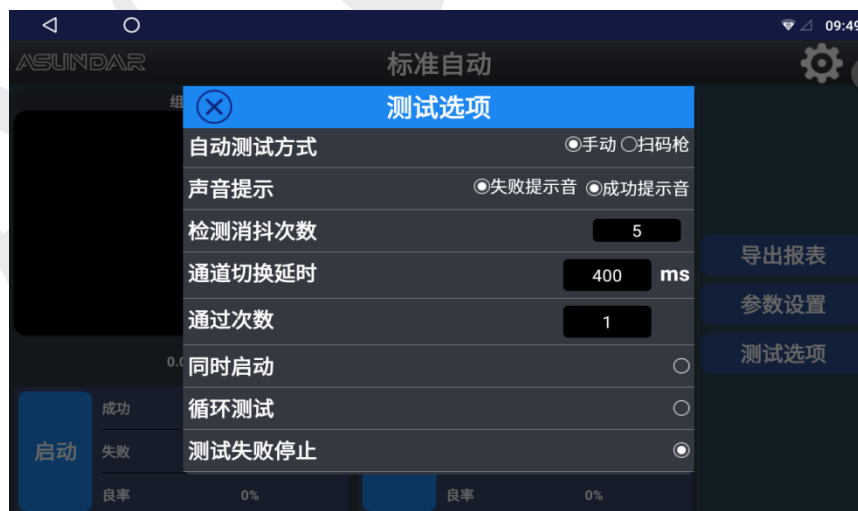 09:49
ASUNDAR 标准自动
组
测试选项
自动测试方式 手动 扫码枪
声音提示 失败提示音 成功提示音
检测消抖次数 5
通道切换延时 400 ms
通过次数 1
同时启动
循环测试
测试失败停止
导出报表
参数设置
测试选项
0.0
启动
成功
失败
良率 0% 良率 0%